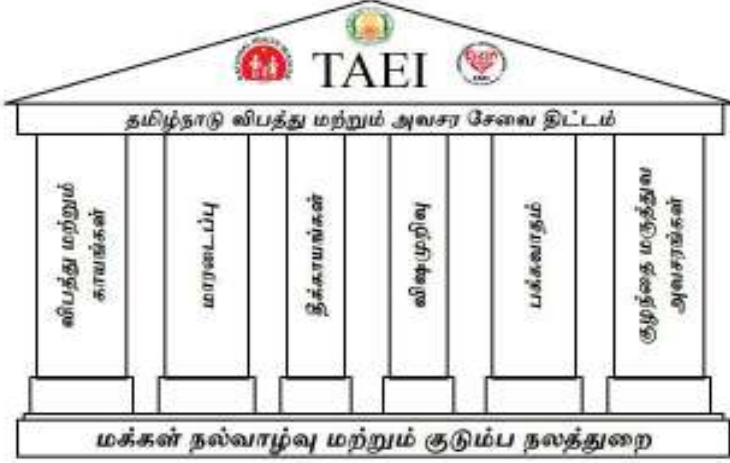 TAEI
தமிழ்நாடு விபத்து மற்றும் அவசர சேவை திட்டம்
விபத்து மற்றும்
காயங்கள்
மாரடைப்பு
தீக்காயங்கள்
விஷமுறிவு
பக்கவாதம்
குழந்தை மருத்துவ
அவசரங்கள்
மக்கள் நல்வாழ்வு மற்றும் குடும்ப நலத்துறை